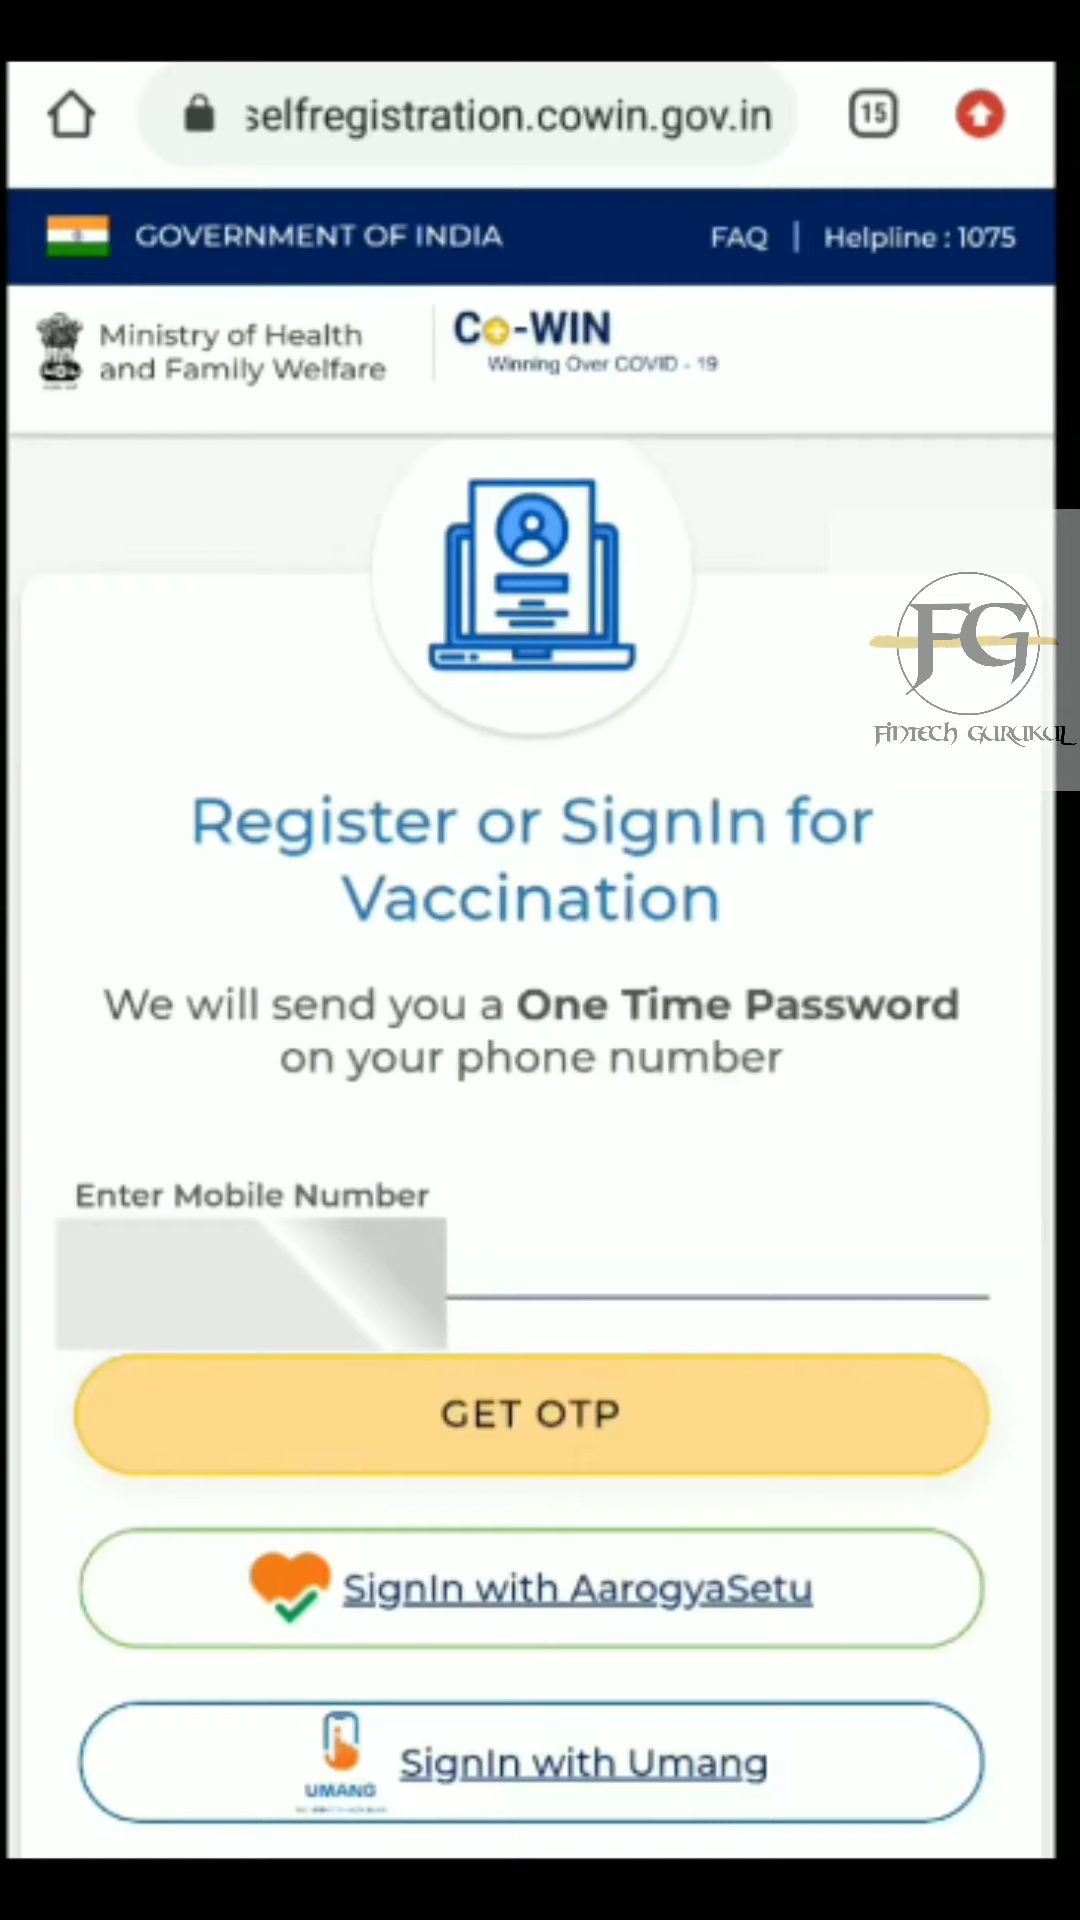 selfregistration.cowin.gov.in
15
GOVERNMENT OF INDIA
FAQ | Helpline : 1075
Ministry of Health
and Family Welfare
Co-WIN
Winning Over COVID - 19
FG
FINTECH GURUKUL
Register or SignIn for
Vaccination
We will send you a One Time Password
on your phone number
Enter Mobile Number
GET OTP
SignIn with AarogyaSetu
UMANG
SignIn with Umang